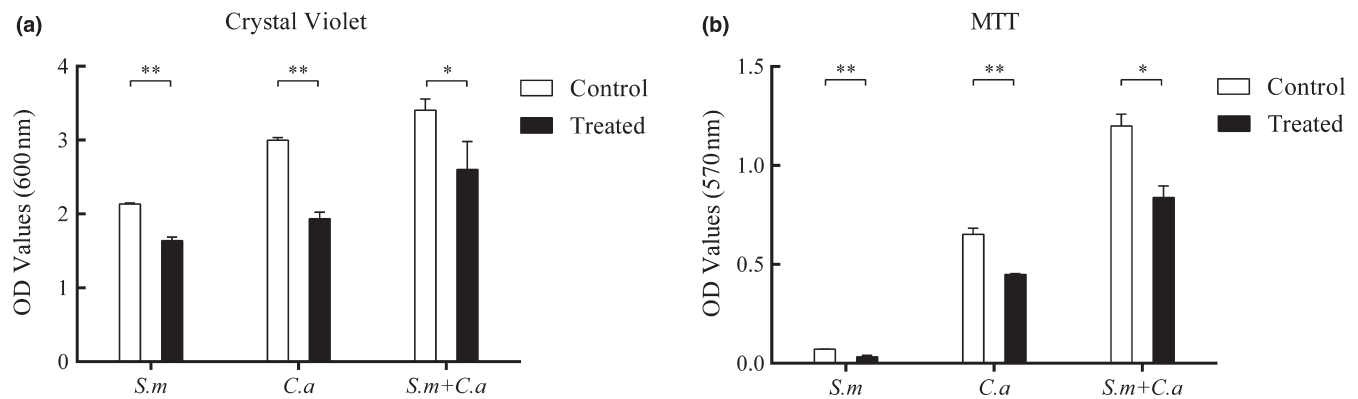 (a)
Crystal Violet
OD Values (600nm)
4
3
2
1
0
**
**
*
Control
Treated
S.m
C.a
S.m+C.a
(b)
MTT
OD Values (570nm)
1.5
1.0
0.5
0.0
**
**
*
Control
Treated
S.m
C.a
S.m+C.a